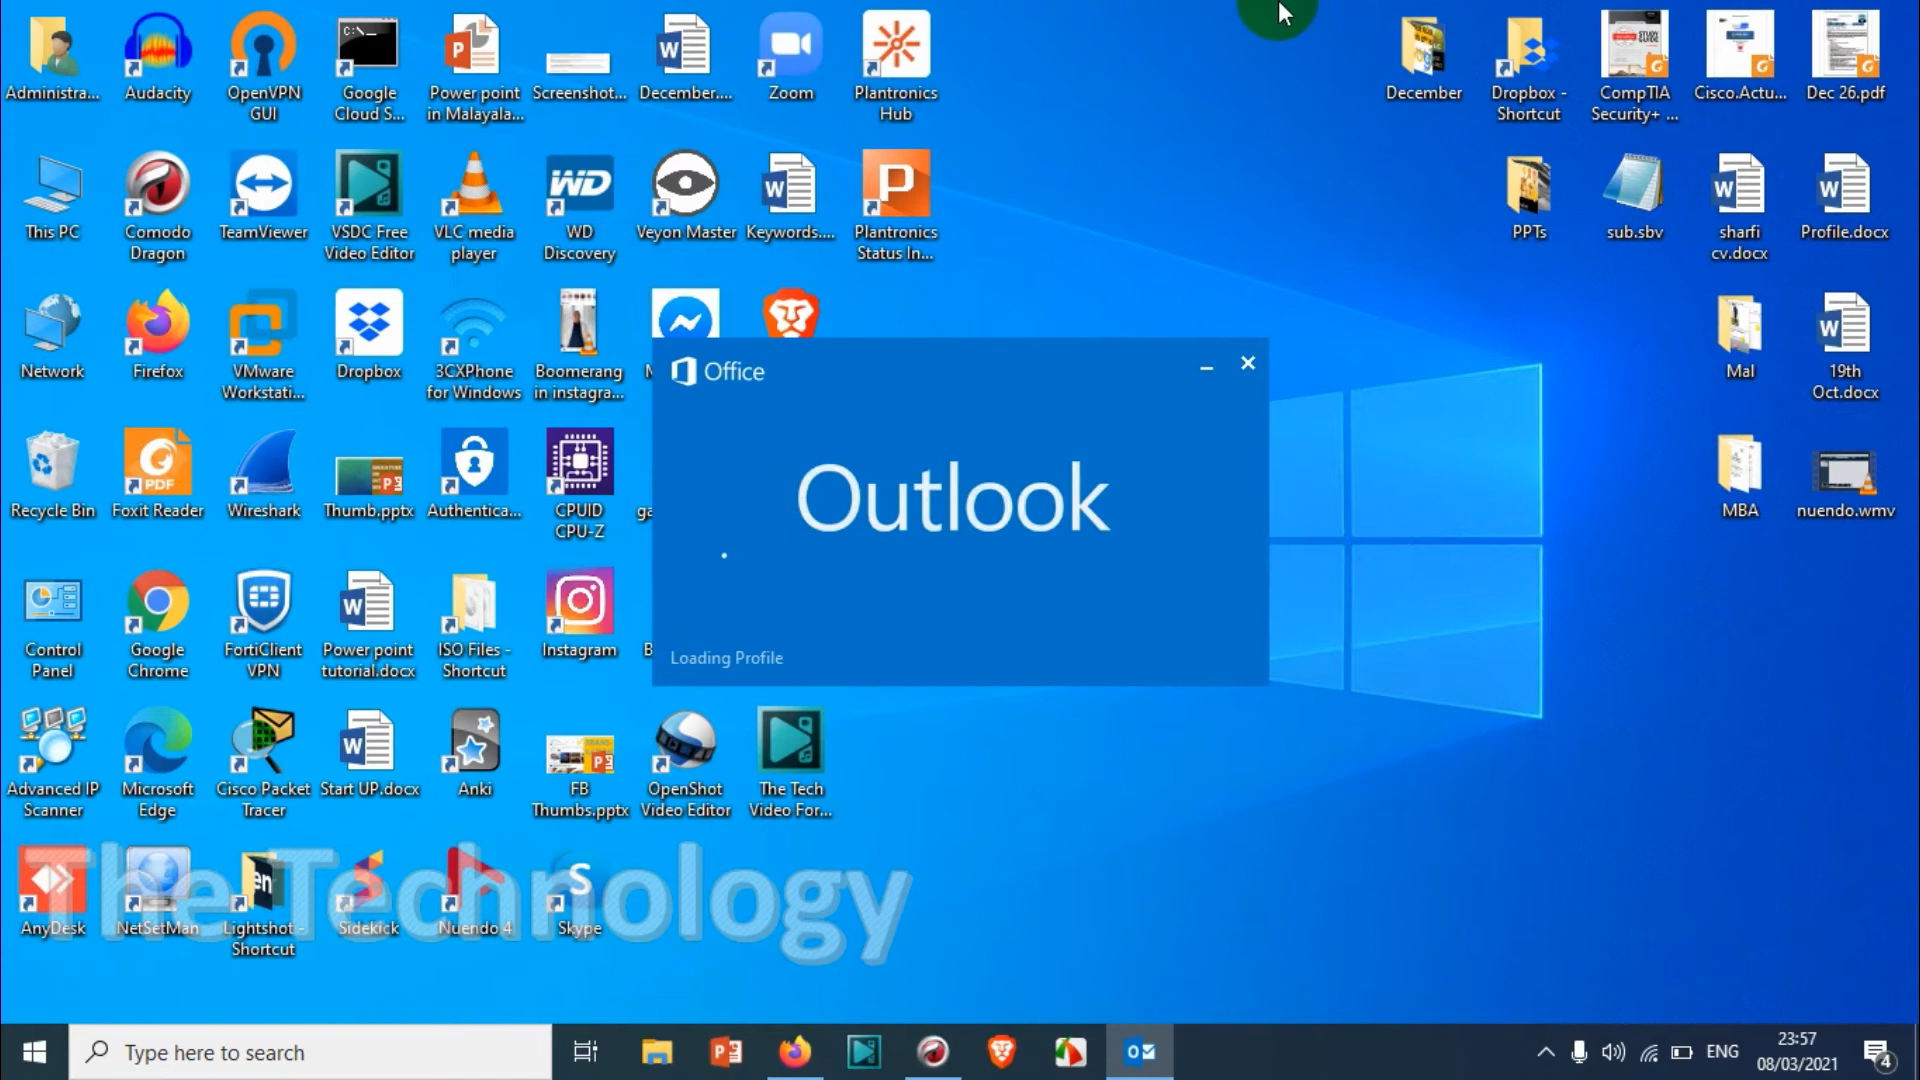 Administra...
Audacity
OpenVPN
GUI
Google
Cloud S...
Power point
in Malayala...
Screenshot...
December....
Zoom
Plantronics
Hub
December
Dropbox -
Shortcut
CompTIA
Security+ ...
Cisco.Actu...
Dec 26.pdf
This PC
Comodo
Dragon
TeamViewer
VSDC Free
Video Editor
VLC media
player
WD
WD
Discovery
Veyon Master
Keywords....
Plantronics
Status In...
PPTs
sub.sbv
sharfi
cv.docx
Profile.docx
Network
Firefox
VMware
Workstati...
Dropbox
3CXPhone
for Windows
Boomerang
in instagra...
Mal
19th
Oct.docx
Office
Outlook
Loading Profile
Recycle Bin
PDF
Foxit Reader
Wireshark
Thumb.pptx
Authentica...
CPUID
CPU-Z
ga
MBA
nuendo.wmv
Control
Panel
Google
Chrome
FortiClient
VPN
Power point
tutorial.docx
ISO Files -
Shortcut
Instagram
Advanced IP
Scanner
Microsoft
Edge
Cisco Packet
Tracer
Start UP.docx
Anki
FB
Thumbs.pptx
OpenShot
Video Editor
The Tech
Video For...
The Technology
AnyDesk
NetSetMan
en
Lightshot -
Shortcut
Sidekick
Nuendo 4
Skype
Type here to search
ENG
23:57
08/03/2021
4